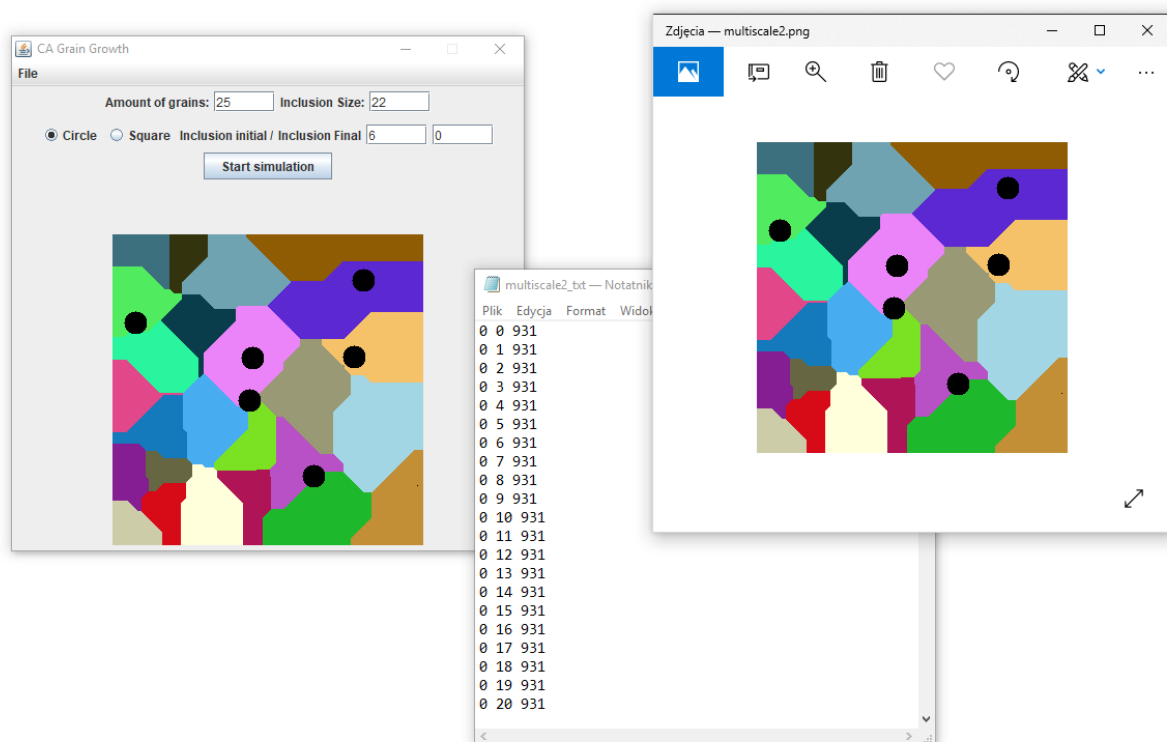 CA Grain Growth
File
Amount of grains: 25 Inclusion Size: 22
Circle Square Inclusion initial / Inclusion Final 6 0
Start simulation
multiscale2_txt — Notatnik
Plik Edycja Format Widok
0 0 931
0 1 931
0 2 931
0 3 931
0 4 931
0 5 931
0 6 931
0 7 931
0 8 931
0 9 931
0 10 931
0 11 931
0 12 931
0 13 931
0 14 931
0 15 931
0 16 931
0 17 931
0 18 931
0 19 931
0 20 931
Zdjęcia — multiscale2.png